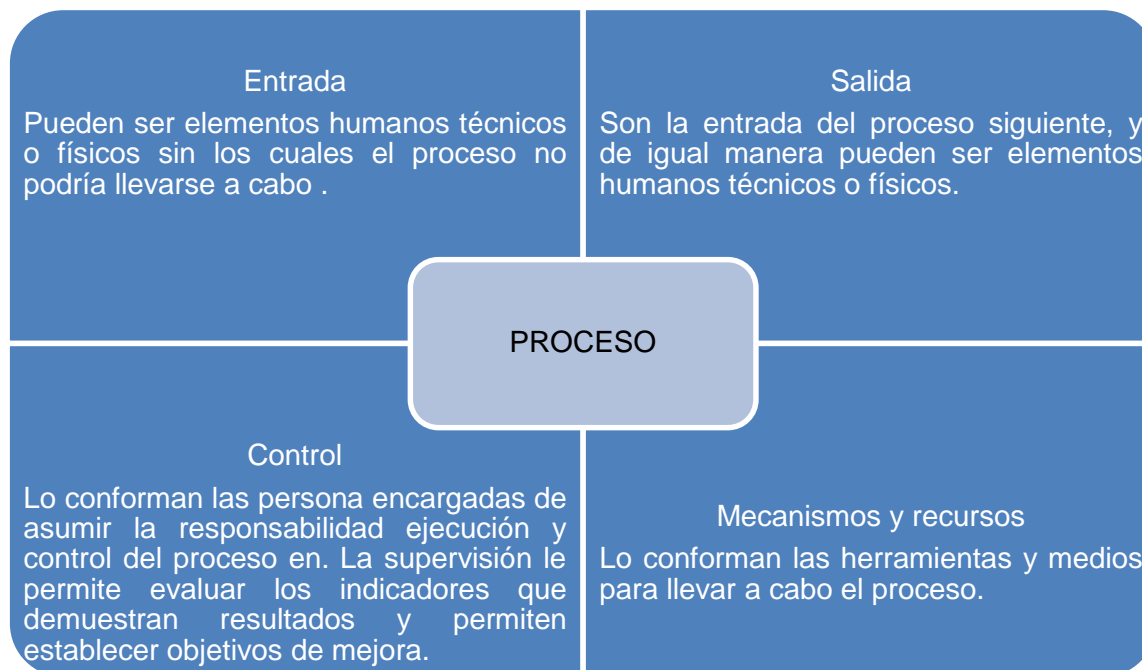 Entrada
Pueden ser elementos humanos técnicos
o físicos sin los cuales el proceso no
podría llevarse a cabo .
Salida
Son la entrada del proceso siguiente, y
de igual manera pueden ser elementos
humanos técnicos o físicos.
PROCESO
Control
Lo conforman las persona encargadas de
asumir la responsabilidad ejecución y
control del proceso en. La supervisión le
permite evaluar los indicadores que
demuestran resultados y permiten
establecer objetivos de mejora.
Mecanismos y recursos
Lo conforman las herramientas y medios
para llevar a cabo el proceso.